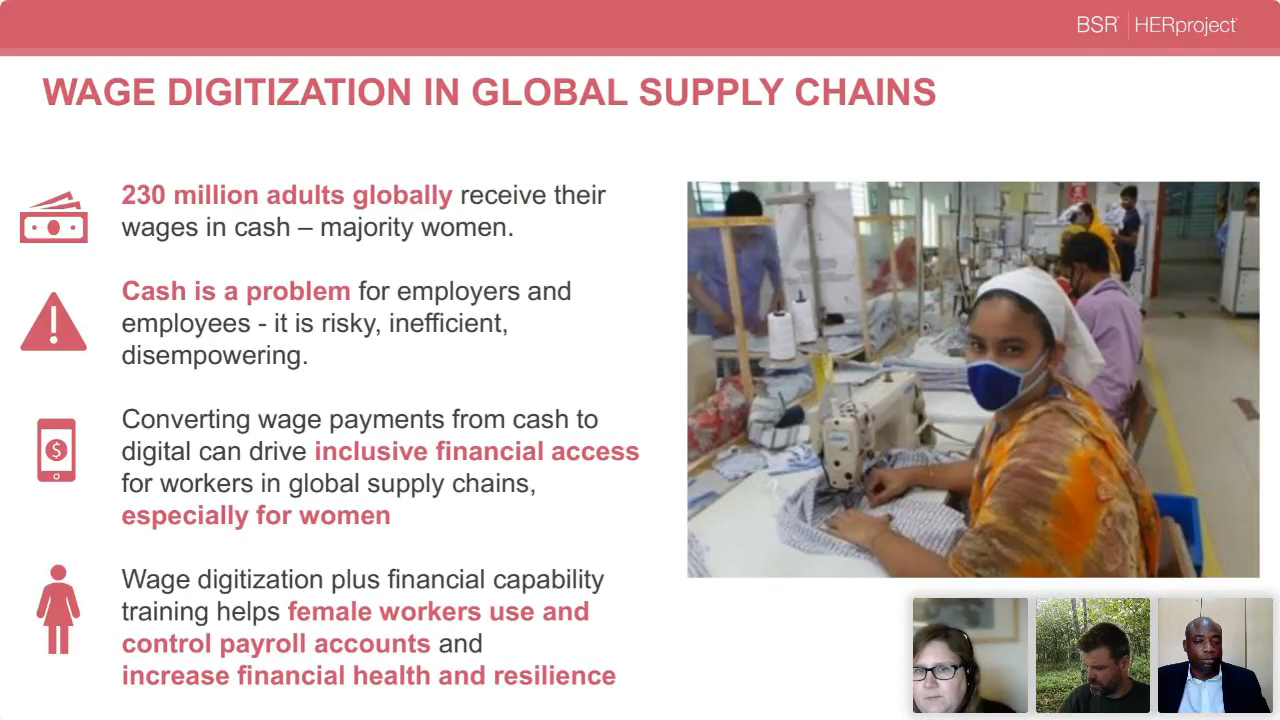 BSR | HERproject
WAGE DIGITIZATION IN GLOBAL SUPPLY CHAINS
230 million adults globally receive their
wages in cash – majority women.
Cash is a problem for employers and
employees - it is risky, inefficient,
disempowering.
$
Converting wage payments from cash to
digital can drive inclusive financial access
for workers in global supply chains,
especially for women
Wage digitization plus financial capability
training helps female workers use and
control payroll accounts and
increase financial health and resilience